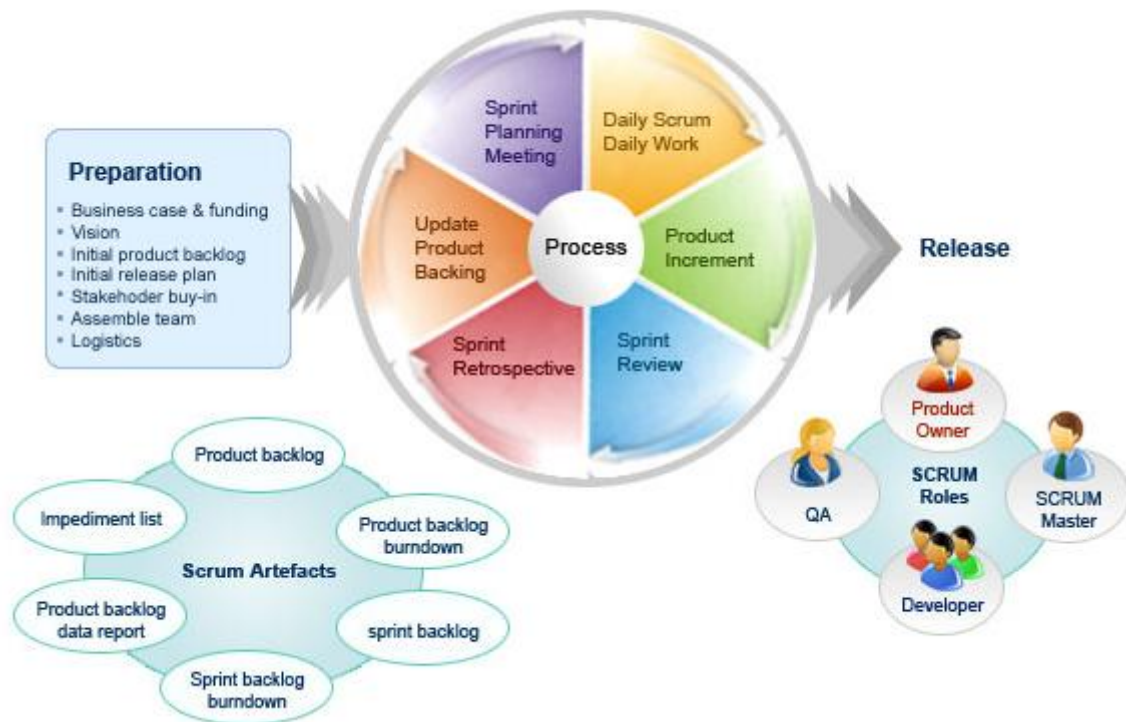 Preparation
Business case & funding
Vision
Initial product backlog
Initial release plan
Stakehoder buy-in
Assemble team
Logistics
Sprint
Planning
Meeting
Daily Scrum
Daily Work
Update
Product
Backing
Process
Product
Increment
Sprint
Retrospective
Sprint
Review
Release
Product backlog
Impediment list
Product backlog
burndown
Scrum Artefacts
Product backlog
data report
sprint backlog
Sprint backlog
burndown
Product
Owner
QA
SCRUM
Roles
SCRUM
Master
Developer